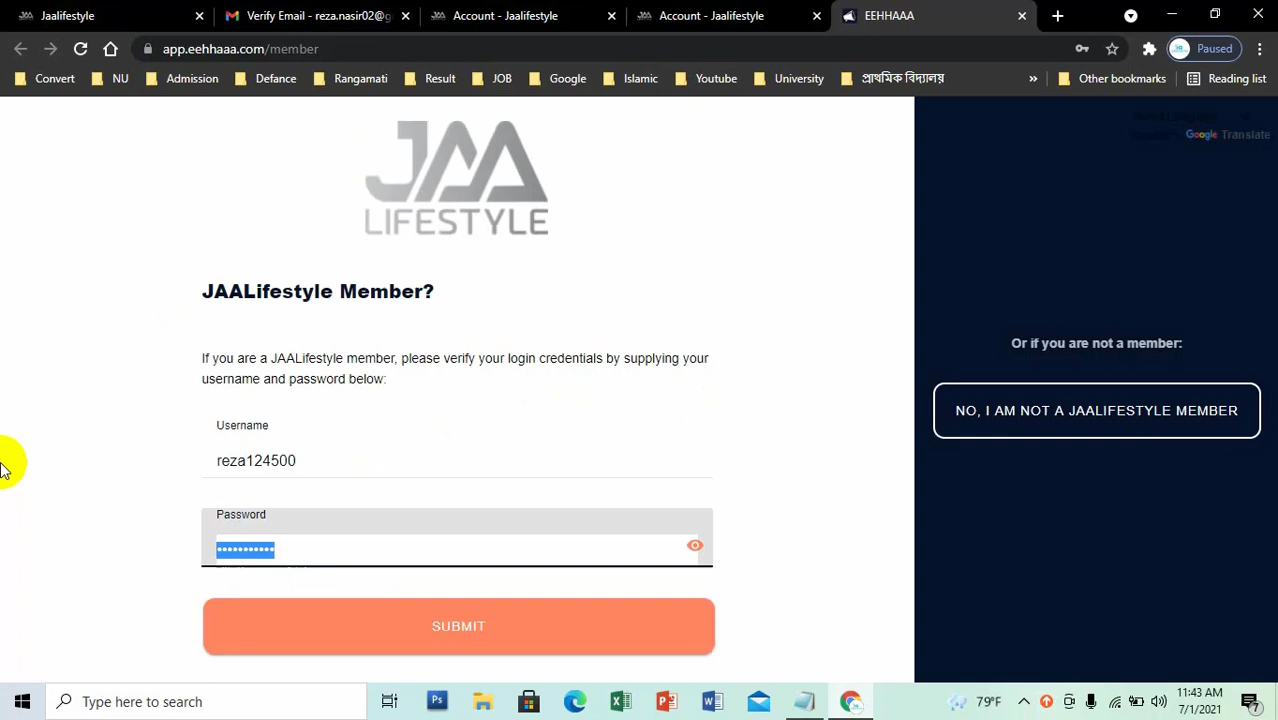 Jaalifestyle
Verify Email - reza.nasir02@g
Account - Jaalifestyle
Account - Jaalifestyle
EEHHAAA
app.eehhaaa.com/member
Paused
Convert
NU
Admission
Defance
Rangamati
Result
JOB
Google
Islamic
Youtube
University
প্রাথমিক বিদ্যালয়
»
Other bookmarks
Reading list
JAA
LIFESTYLE
Google Translate
JAALifestyle Member?
If you are a JAALifestyle member, please verify your login credentials by supplying your
username and password below:
Username
reza124500
Password
•••••••••••
SUBMIT
Or if you are not a member:
NO, I AM NOT A JAALIFESTYLE MEMBER
Type here to search
79°F
11:43 AM
7/1/2021
7